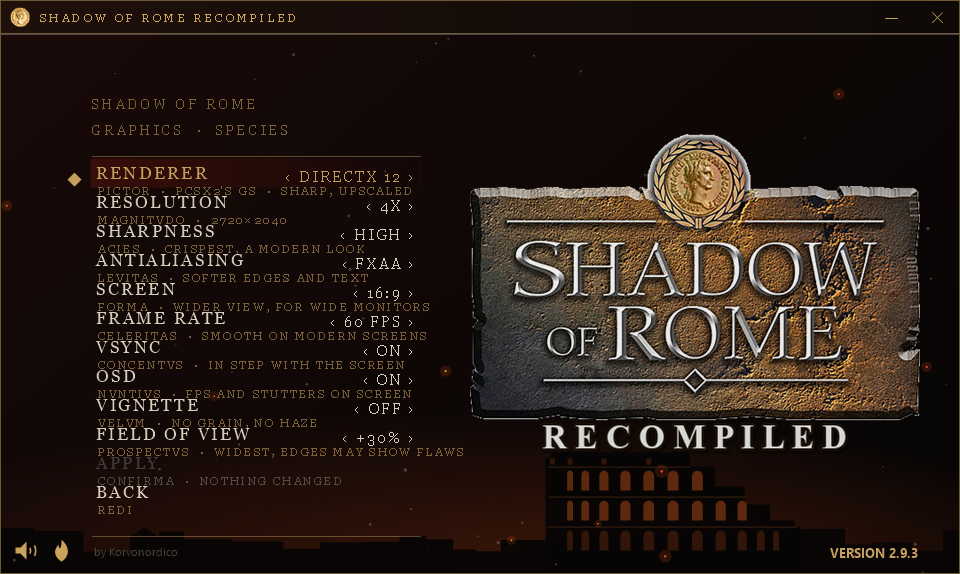 SHADOW OF ROME RECOMPILED
SHADOW OF ROME
GRAPHICS · SPECIES
RENDERER ‹ DIRECTX 12 ›
PICTOR · PCSX2'S GS · SHARP, UPSCALED
RESOLUTION ‹ 4X ›
MAGNITVDO · 2720×2040
SHARPNESS ‹ HIGH ›
ACIES · CRISPEST, A MODERN LOOK
ANTIALIASING ‹ FXAA ›
LEVITAS · SOFTER EDGES AND TEXT
SCREEN ‹ 16:9 ›
FORMA · WIDER VIEW, FOR WIDE MONITORS
FRAME RATE ‹ 60 FPS ›
CELERITAS · SMOOTH ON MODERN SCREENS
VSYNC ‹ ON ›
CONCENTVS · IN STEP WITH THE SCREEN
OSD ‹ ON ›
NVNTIVS · FPS AND STUTTERS ON SCREEN
VIGNETTE ‹ OFF ›
VELVM · NO GRAIN, NO HAZE
FIELD OF VIEW ‹ +30% ›
PROSPECTVS · WIDEST, EDGES MAY SHOW FLAWS
APPLY
CONFIRMA · NOTHING CHANGED
BACK
REDI
by Korvonordico
SHADOW
OF ROME
RECOMPILED
VERSION 2.9.3